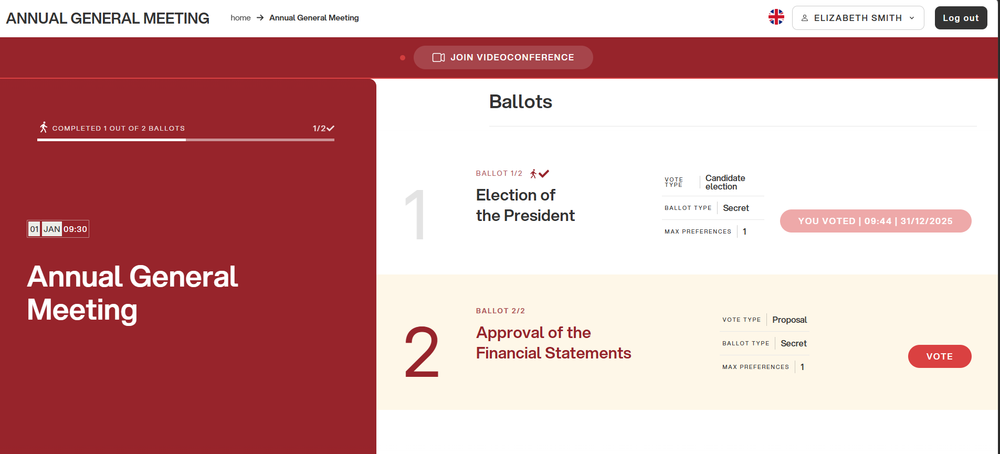 ANNUAL GENERAL MEETING
home → Annual General Meeting
ELIZABETH SMITH
Log out
JOIN VIDEOCONFERENCE
COMPLETED 1 OUT OF 2 BALLOTS
1/2
01 JAN 09:30
Annual General
Meeting
Ballots
1
BALLOT 1/2
Election of
the President
VOTE
TYPE
Candidate
election
BALLOT TYPE
Secret
MAX PREFERENCES
1
YOU VOTED | 09:44 | 31/12/2025
2
BALLOT 2/2
Approval of the
Financial Statements
VOTE TYPE
Proposal
BALLOT TYPE
Secret
MAX PREFERENCES
1
VOTE